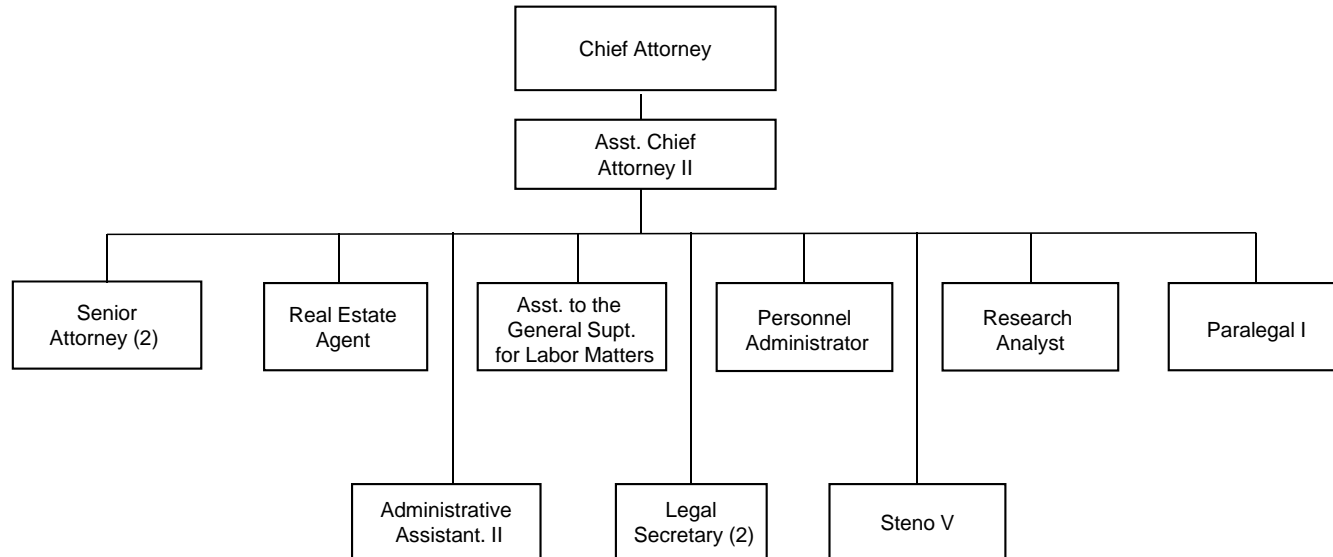 Chief Attorney
Asst. Chief
Attorney II
Senior
Attorney (2)
Real Estate
Agent
Asst. to the
General Supt.
for Labor Matters
Personnel
Administrator
Research
Analyst
Paralegal I
Administrative
Assistant. II
Legal
Secretary (2)
Steno V